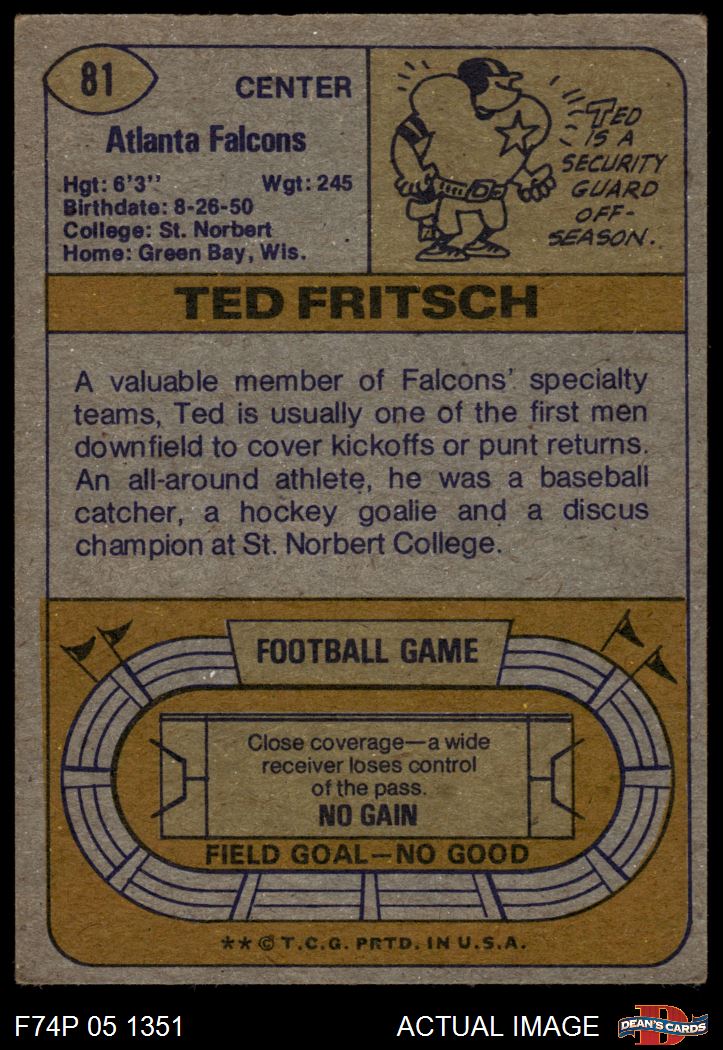 81
CENTER
Atlanta Falcons
Hgt: 6'3'' Wgt: 245
Birthdate: 8-26-50
College: St. Norbert
Home: Green Bay, Wis.
TED
IS A
SECURITY
GUARD
OFF-
SEASON.
TED FRITSCH
A valuable member of Falcons' specialty
teams, Ted is usually one of the first men
downfield to cover kickoffs or punt returns.
An all-around athlete, he was a baseball
catcher, a hockey goalie and a discus
champion at St. Norbert College.
FOOTBALL GAME
Close coverage—a wide
receiver loses control
of the pass.
NO GAIN
FIELD GOAL—NO GOOD
**© T.C.G. PRTD. IN U.S.A.
F74P 05 1351
ACTUAL IMAGE
D
DEAN'S CARDS